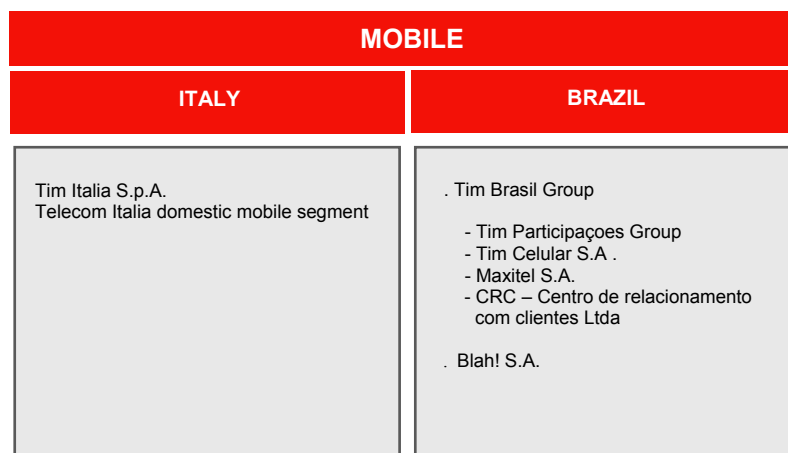 MOBILE
ITALY
BRAZIL
Tim Italia S.p.A.
Telecom Italia domestic mobile segment
. Tim Brasil Group
- Tim Participaçoes Group
- Tim Celular S.A .
- Maxitel S.A.
- CRC – Centro de relacionamento
com clientes Ltda
. Blah! S.A.